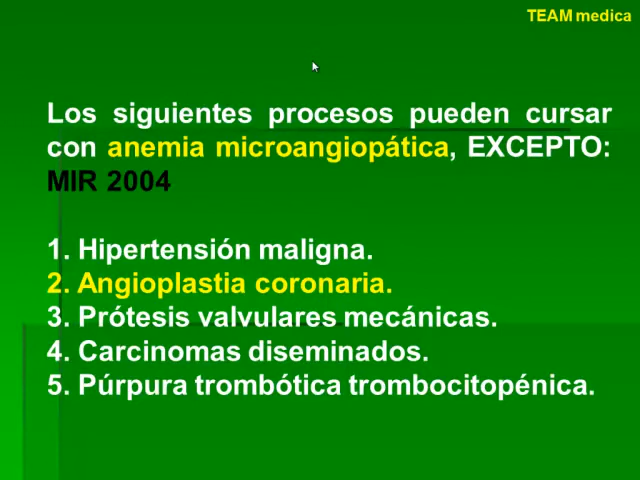 TEAM medica
Los siguientes procesos pueden cursar
con anemia microangiopática, EXCEPTO:
MIR 2004
1. Hipertensión maligna.
2. Angioplastia coronaria.
3. Prótesis valvulares mecánicas.
4. Carcinomas diseminados.
5. Púrpura trombótica trombocitopénica.